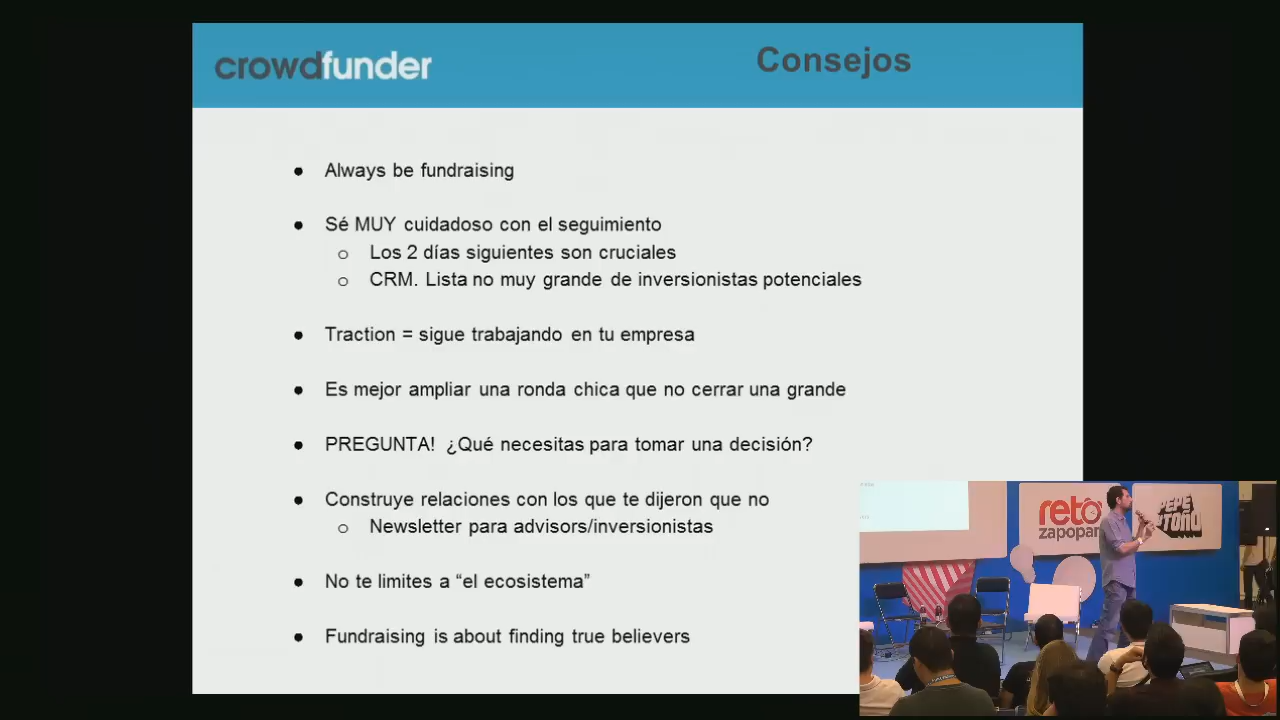 crowdfunder
Consejos
● Always be fundraising
● Sé MUY cuidadoso con el seguimiento
o Los 2 días siguientes son cruciales
o CRM. Lista no muy grande de inversionistas potenciales
● Traction = sigue trabajando en tu empresa
● Es mejor ampliar una ronda chica que no cerrar una grande
● PREGUNTA! ¿Qué necesitas para tomar una decisión?
● Construye relaciones con los que te dijeron que no
o Newsletter para advisors/inversionistas
● No te limites a “el ecosistema”
● Fundraising is about finding true believers
reto
zapopan
PEPE
TOÑO